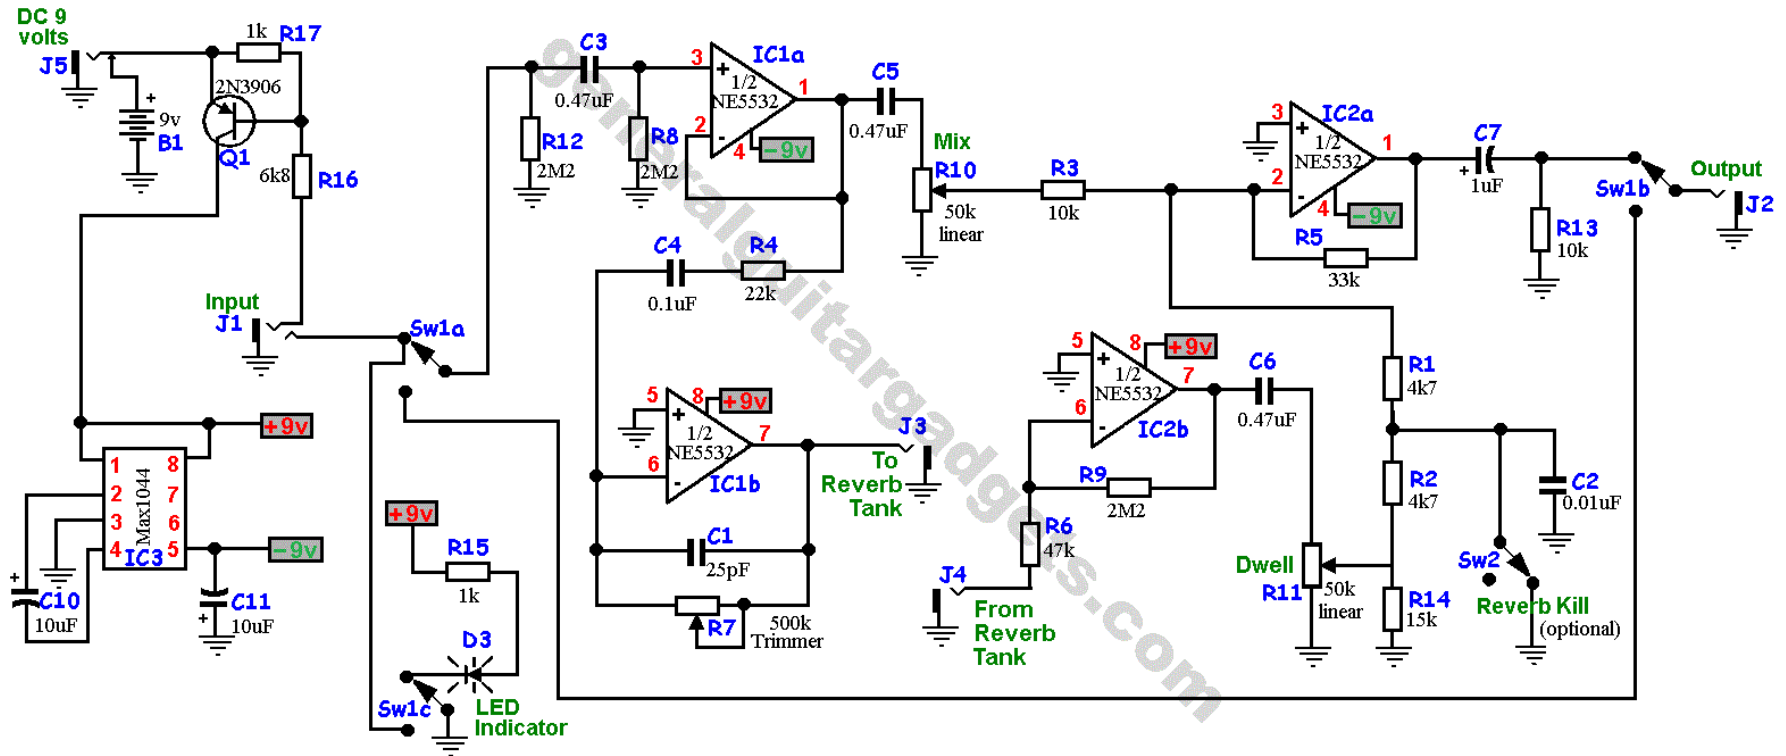 DC 9
volts
J5
1k
R17
2N3906
9v
B1
Q1
6k8
R16
Input
J1
Sw1a
+9v
1
2
3
4
8
7
6
5
Max1044
IC3
-9v
+
C10
10uF
+
C11
10uF
+9v
R15
1k
D3
LED
Indicator
Sw1c
C3
0.47uF
R12
2M2
R8
2M2
3
2
1
4
+
-
IC1a
1/2
NE5532
-9v
C5
0.47uF
Mix
R10
50k
linear
C4
0.1uF
R4
22k
5
6
8
7
+
-
+9v
1/2
NE5532
IC1b
J3
To
Reverb
Tank
C1
25pF
R7
500k
Trimmer
R3
10k
3
2
1
4
+
-
IC2a
1/2
NE5532
-9v
R5
33k
C7
+
1uF
R13
10k
Sw1b
Output
J2
5
6
8
7
+
-
+9v
1/2
NE5532
IC2b
R9
2M2
R6
47k
J4
From
Reverb
Tank
C6
0.47uF
Dwell
R11
50k
linear
R1
4k7
R2
4k7
R14
15k
C2
0.01uF
Sw2
Reverb Kill
(optional)
generalguitargadgets.com